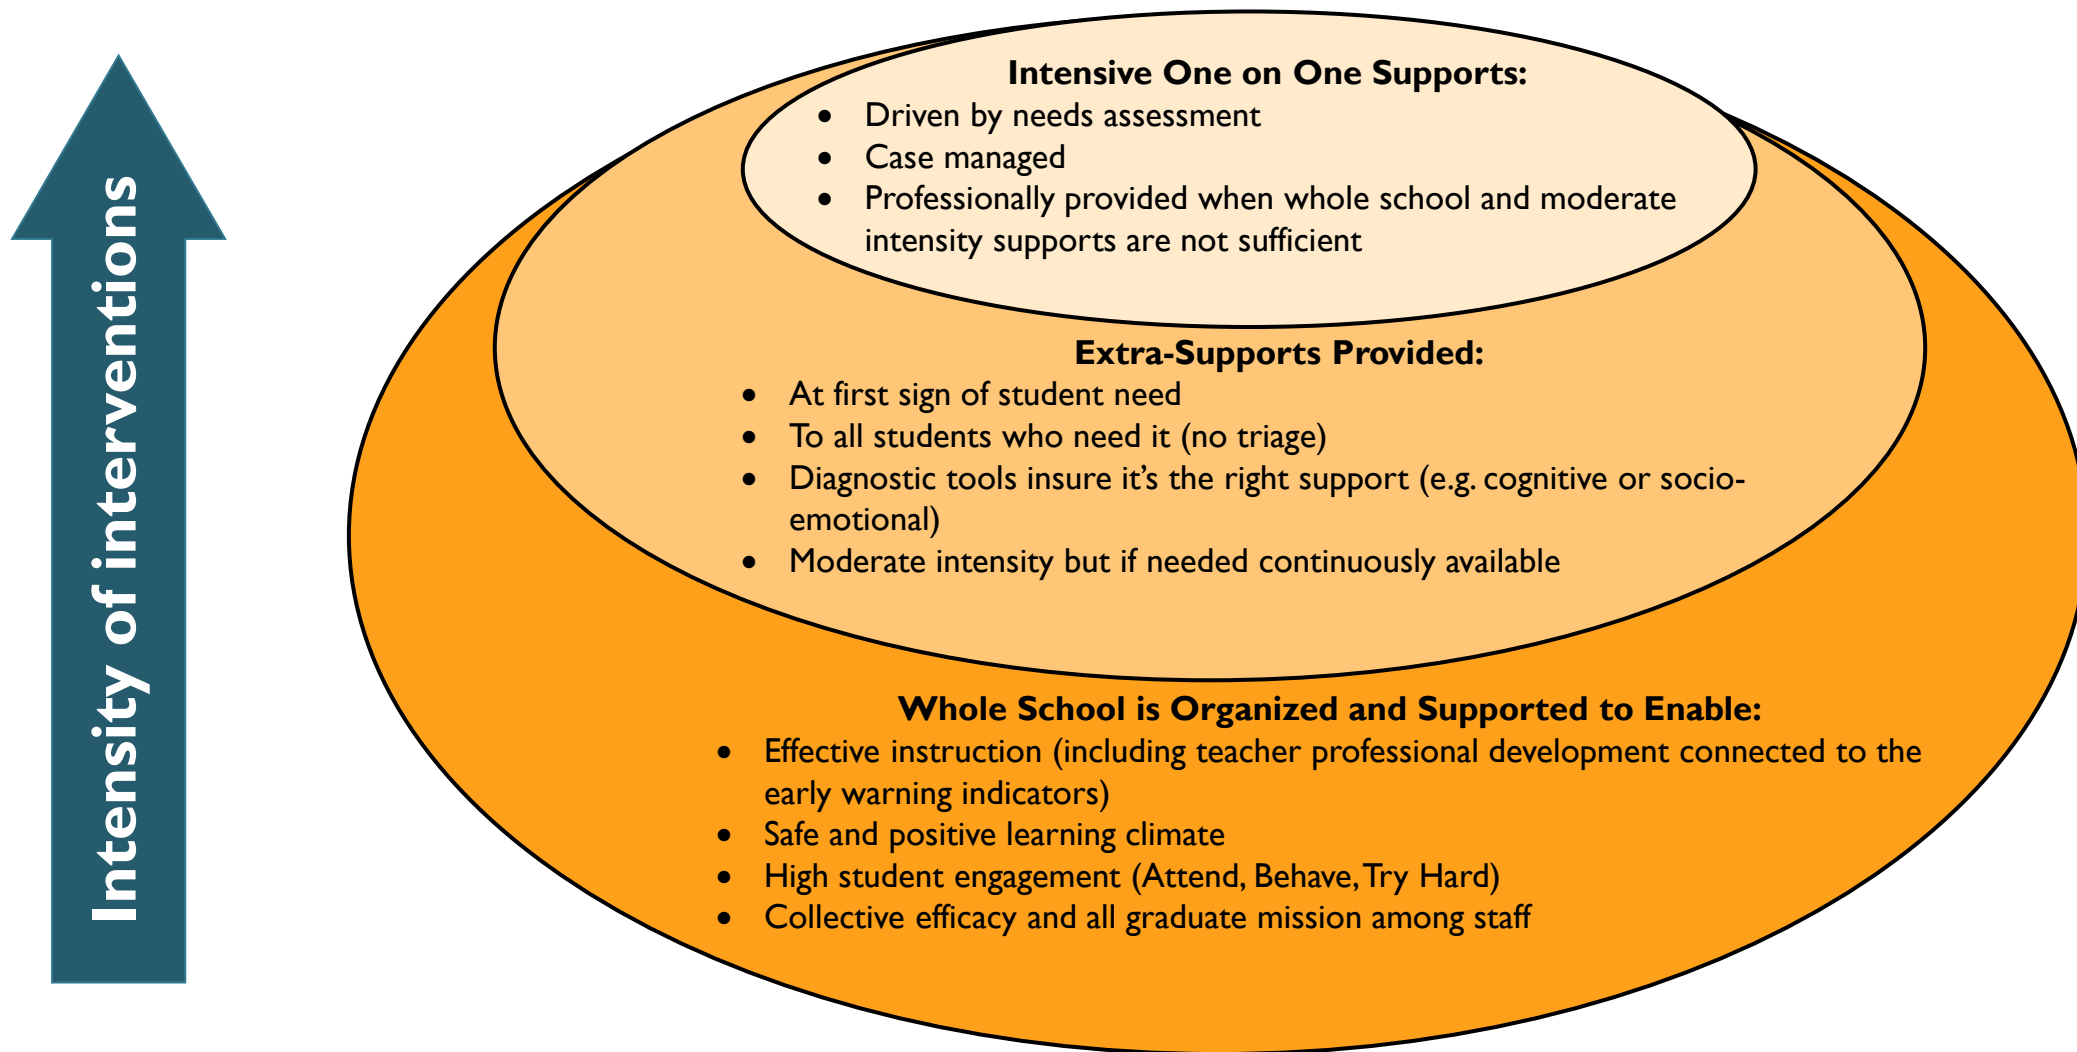 Intensity of interventions
Intensive One on One Supports:
• Driven by needs assessment
• Case managed
• Professionally provided when whole school and moderate
intensity supports are not sufficient
Extra-Supports Provided:
• At first sign of student need
• To all students who need it (no triage)
• Diagnostic tools insure it’s the right support (e.g. cognitive or socio-
emotional)
• Moderate intensity but if needed continuously available
Whole School is Organized and Supported to Enable:
• Effective instruction (including teacher professional development connected to the
early warning indicators)
• Safe and positive learning climate
• High student engagement (Attend, Behave, Try Hard)
• Collective efficacy and all graduate mission among staff